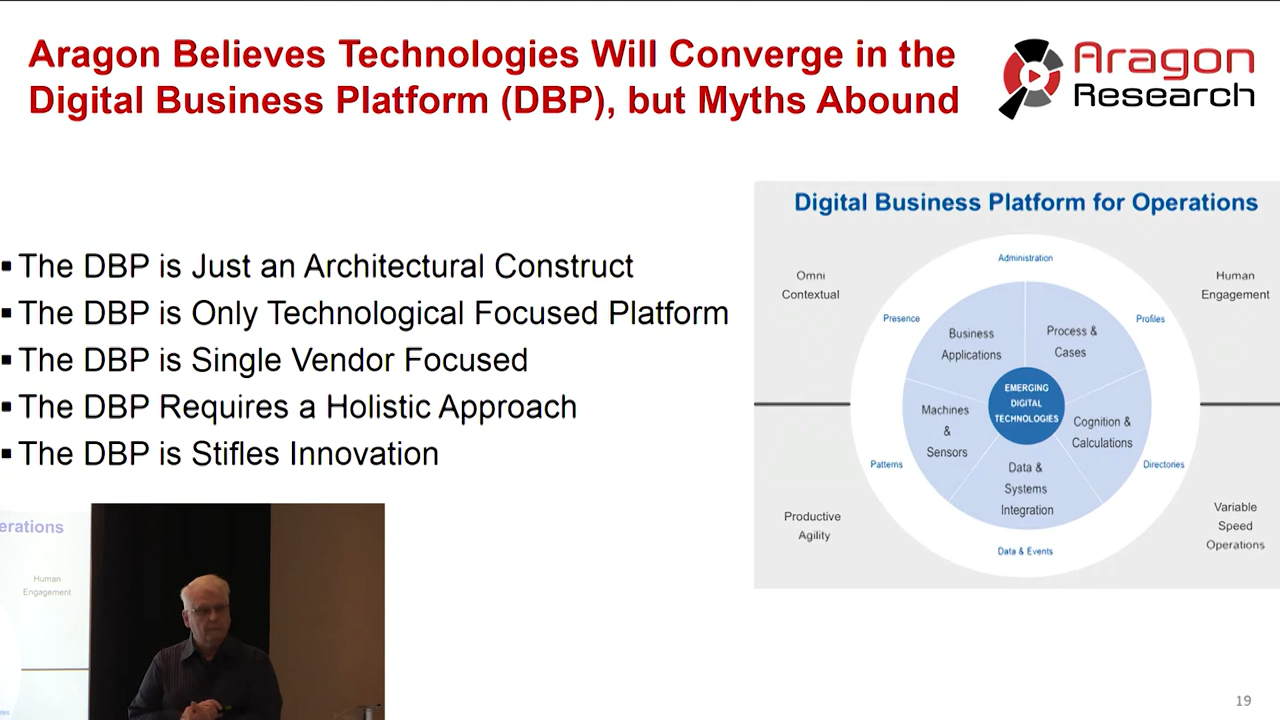 Aragon Believes Technologies Will Converge in the
Digital Business Platform (DBP), but Myths Abound
Aragon
Research
▪ The DBP is Just an Architectural Construct
▪ The DBP is Only Technological Focused Platform
▪ The DBP is Single Vendor Focused
▪ The DBP Requires a Holistic Approach
▪ The DBP is Stifles Innovation
Digital Business Platform for Operations
Omni
Contextual
Human
Engagement
Administration
Presence
Profiles
Business
Applications
Process &
Cases
EMERGING
DIGITAL
TECHNOLOGIES
Machines
&
Sensors
Cognition &
Calculations
Data &
Systems
Integration
Patterns
Directories
Data & Events
Productive
Agility
Variable
Speed
Operations
erations
Human
Engagement
19